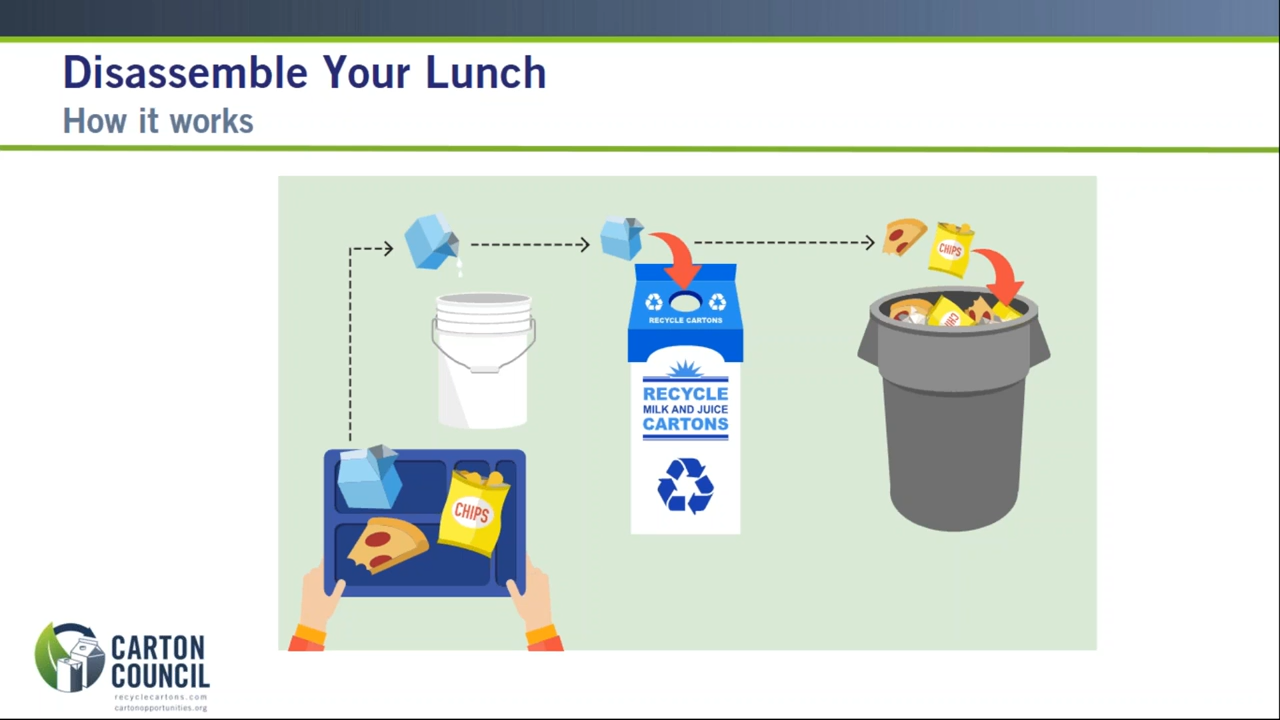 Disassemble Your Lunch
How it works
CHIPS
RECYCLE CARTONS
RECYCLE
MILK AND JUICE
CARTONS
CHIPS
CARTON
COUNCIL
recyclecartons.com
cartonopportunities.org